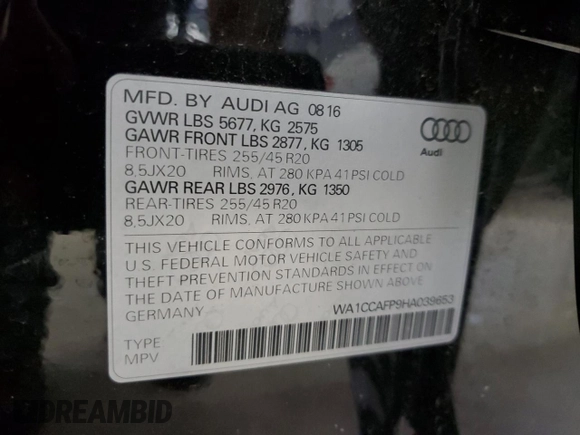 MFD. BY AUDI AG 08 16
GVWR LBS 5677, KG 2575
GAWR FRONT LBS 2877, KG 1305
FRONT-TIRES 255/45 R20
8,5JX20 RIMS, AT 280 KPA 41 PSI COLD
GAWR REAR LBS 2976, KG 1350
REAR-TIRES 255/45 R20
8,5JX20 RIMS, AT 280 KPA 41 PSI COLD
Audi
THIS VEHICLE CONFORMS TO ALL APPLICABLE
U.S. FEDERAL MOTOR VEHICLE SAFETY AND
THEFT PREVENTION STANDARDS IN EFFECT ON
THE DATE OF MANUFACTURE SHOWN ABOVE
GERMANY
WA1CCAFP9HA039653
TYPE
MPV
DREAMBID